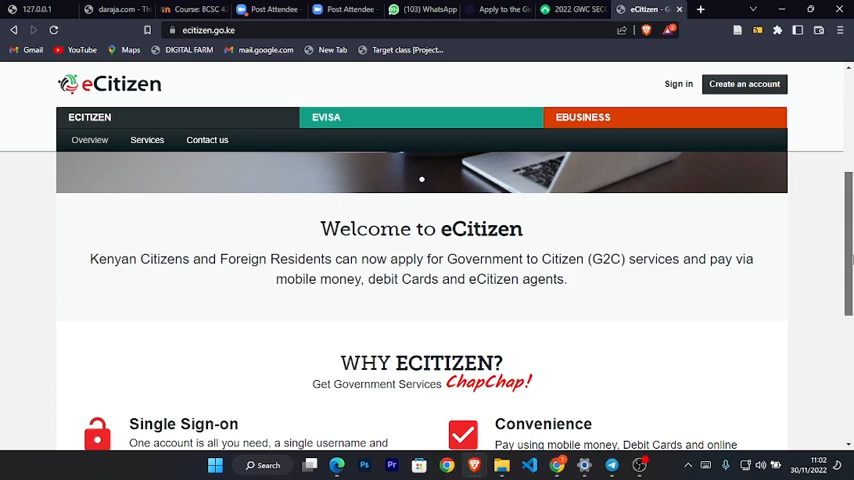 127.0.0.1
daraja.com - Th
Course: BCSC 4
Post Attendee -
Post Attendee -
(103) WhatsApp
Apply to the G
2022 GWC SEC
eCitizen - G
ecitizen.go.ke
Gmail
YouTube
Maps
DIGITAL FARM
mail.google.com
New Tab
Target class [Project...
eCitizen
Sign in
Create an account
ECITIZEN
EVISA
EBUSINESS
Overview
Services
Contact us
Welcome to eCitizen
Kenyan Citizens and Foreign Residents can now apply for Government to Citizen (G2C) services and pay via
mobile money, debit Cards and eCitizen agents.
WHY ECITIZEN?
Get Government Services ChapChap!
Single Sign-on
One account is all you need, a single username and
Convenience
Pay using mobile money, Debit Cards and online
Search
11:02
30/11/2022